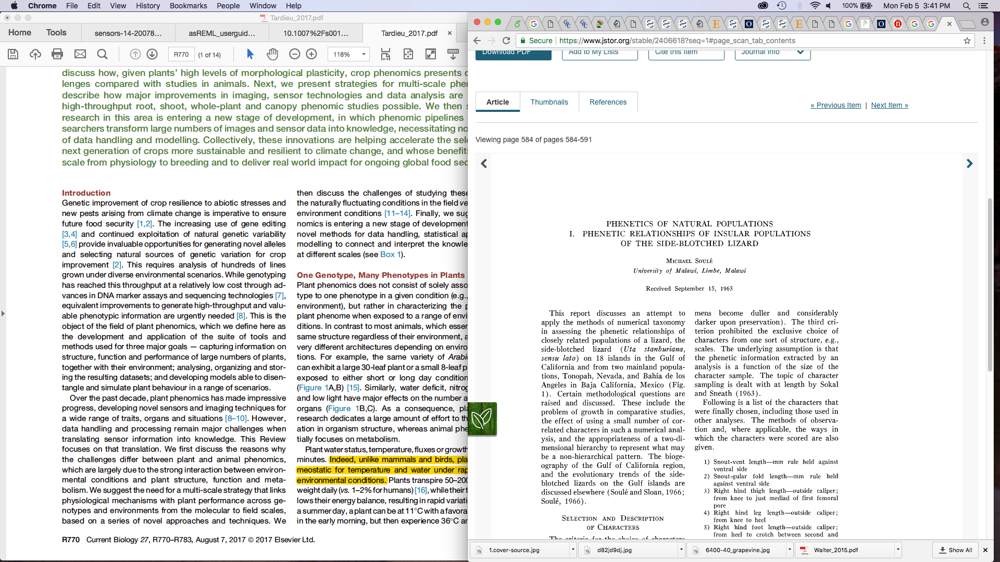 Chrome File Edit View History Bookmarks People Window Help
100% Mon Feb 5 3:41 PM
Tardieu_2017.pdf
Home Tools sensors-14-20078... asREML_userguid... 10.1007%2Fs001... Tardieu_2017.pdf ×
R770 (1 of 14) 118%
discuss how, given plants' high levels of morphological plasticity, crop phenomics presents
lenges compared with studies in animals. Next, we present strategies for multi-scale
describe how major improvements in imaging, sensor technologies and data analysis are
high-throughput root, shoot, whole-plant and canopy phenomic studies possible. We then
research in this area is entering a new stage of development, in which phenomic pipelines
searchers transform large numbers of images and sensor data into knowledge, necessitating
of data handling and modelling. Collectively, these innovations are helping accelerate the
next generation of crops more sustainable and resilient to climate change, and whose
scale from physiology to breeding and to deliver real world impact for ongoing global food
Introduction
Genetic improvement of crop resilience to abiotic stresses and
new pests arising from climate change is imperative to ensure
future food security [1,2]. The increasing use of gene editing
[3,4] and continued exploitation of natural genetic variability
[5,6] provide invaluable opportunities for generating novel alleles
and selecting natural sources of genetic variation for crop
improvement [2]. This requires analysis of hundreds of lines
grown under diverse environmental scenarios. While genotyping
has reached this throughput at a relatively low cost through ad-
vances in DNA marker assays and sequencing technologies [7],
equivalent improvements to generate high-throughput and valu-
able phenotypic information are urgently needed [8]. This is the
object of the field of plant phenomics, which we define here as
the development and application of the suite of tools and
methods used for three major goals — capturing information on
structure, function and performance of large numbers of plants,
together with their environment; analysing, organizing and stor-
ing the resulting datasets; and developing models able to disen-
tangle and simulate plant behaviour in a range of scenarios.
Over the past decade, plant phenomics has made impressive
progress, developing novel sensors and imaging techniques for
a wide range of traits, organs and situations [8–10]. However,
data handling and processing remain major challenges when
translating sensor information into knowledge. This Review
focuses on that translation. We first discuss the reasons why
the challenges differ between plant and animal phenomics,
which are largely due to the strong interaction between environ-
mental conditions and plant structure, function and meta-
bolism. We suggest the need for a multi-scale strategy that links
physiological mechanisms with plant performance across ge-
notypes and environments from the molecular to field scales,
based on a series of novel approaches and techniques. We
then discuss the challenges of studying these
the naturally fluctuating conditions in the field
environment conditions [11–14]. Finally, we
nomics is entering a new stage of development
novel methods for data handling, statistical
modelling to connect and interpret the
at different scales (see Box 1).
One Genotype, Many Phenotypes in Plants
Plant phenomics does not consist of solely
type to one phenotype in a given condition (e.g.,
environment), but rather in characterizing the
plant phenome when exposed to a range of
ditions. In contrast to most animals, which
same structure regardless of their environment,
very different architectures depending on
tions. For example, the same variety of
can exhibit a large 30-leaf plant or a small 8-leaf
exposed to either short or long day
(Figure 1A,B) [15]. Similarly, water deficit,
and low light have major effects on the number
organs (Figure 1B,C). As a consequence,
research dedicates a large amount of effort to
ation in organism structure, whereas animal
tially focuses on metabolism.
Plant water status, temperature, fluxes or growth
minutes. Indeed, unlike mammals and birds,
meostatic for temperature and water under
environmental conditions. Plants transpire
weight daily (vs. 1–2% for humans) [16], while their
lows their energy balance, resulting in rapid
a summer day, a plant can be at 11°C with a
in the early morning, but then experience 36°C
R770 Current Biology 27, R770–R783, August 7, 2017 © 2017 Elsevier Ltd.
Secure https://www.jstor.org/stable/2406618?seq=1#page_scan_tab_contents
Download PDF Add to My Lists Cite this Item Journal Info
Article Thumbnails References
« Previous Item | Next Item »
Viewing page 584 of pages 584-591
PHENETICS OF NATURAL POPULATIONS
I. PHENETIC RELATIONSHIPS OF INSULAR POPULATIONS
OF THE SIDE-BLOTCHED LIZARD
Michael Soulé
University of Malawi, Limbe, Malawi
Received September 15, 1965
This report discusses an attempt to
apply the methods of numerical taxonomy
in assessing the phenetic relationships of
closely related populations of a lizard, the
side-blotched lizard (Uta stanburiana,
sensu lato) on 18 islands in the Gulf of
California and from two mainland popula-
tions, Tonopah, Nevada, and Bahia de los
Angeles in Baja California, Mexico (Fig.
1). Certain methodological questions are
raised and discussed. These include the
problem of growth in comparative studies,
the effect of using a small number of cor-
related characters in such a numerical anal-
ysis, and the appropriateness of a two-di-
mensional hierarchy to represent what may
be a non-hierarchical pattern. The bioge-
ography of the Gulf of California region,
and the evolutionary trends of the side-
blotched lizards on the Gulf islands are
discussed elsewhere (Soulé and Sloan, 1966;
Soulé, 1966).
Selection and Description
of Characters
The criteria for the choice of characters
mens become duller and considerably
darker upon preservation). The third cri-
terion prohibited the exclusive choice of
characters from one sort of structure, e.g.,
scales. The underlying assumption is that
the phenetic information extracted by an
analysis is a function of the size of the
character sample. The topic of character
sampling is dealt with at length by Sokal
and Sneath (1963).
Following is a list of the characters that
were finally chosen, including those used in
other analyses. The methods of observa-
tion and, where applicable, the ways in
which the characters were scored are also
given.
1) Snout-vent length—mm rule held against
ventral side
2) Snout-gular fold length—mm rule held
against ventral side
3) Right hind thigh length—outside caliper;
from knee to just mediad of first femoral
pore
4) Right hind leg length—outside caliper;
from knee to heel
5) Right hind foot length—outside caliper;
from heel to crotch between second and
1.cover-source.jpg d82jd9dj.jpg 6400-40_grapevine.jpg Walter_2015.pdf Show All ×